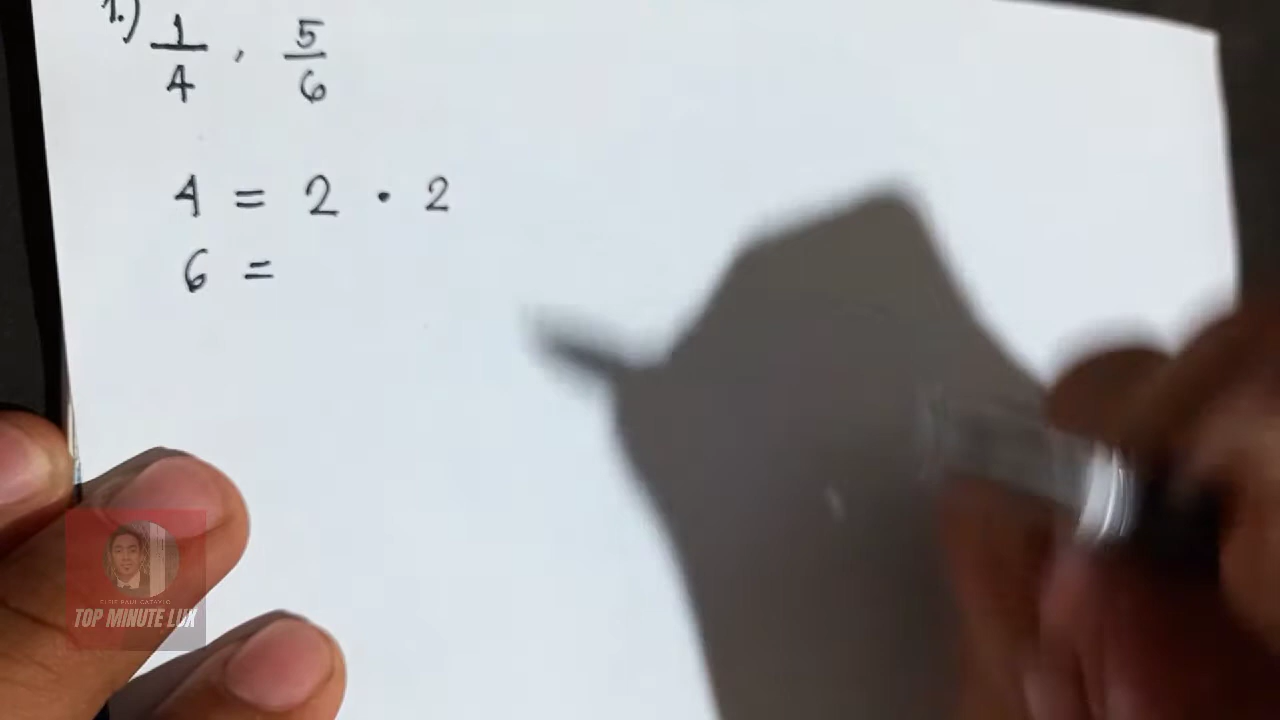 1.) 1/4 , 5/6
4 = 2 · 2
6 =
TOP MINUTE LUX